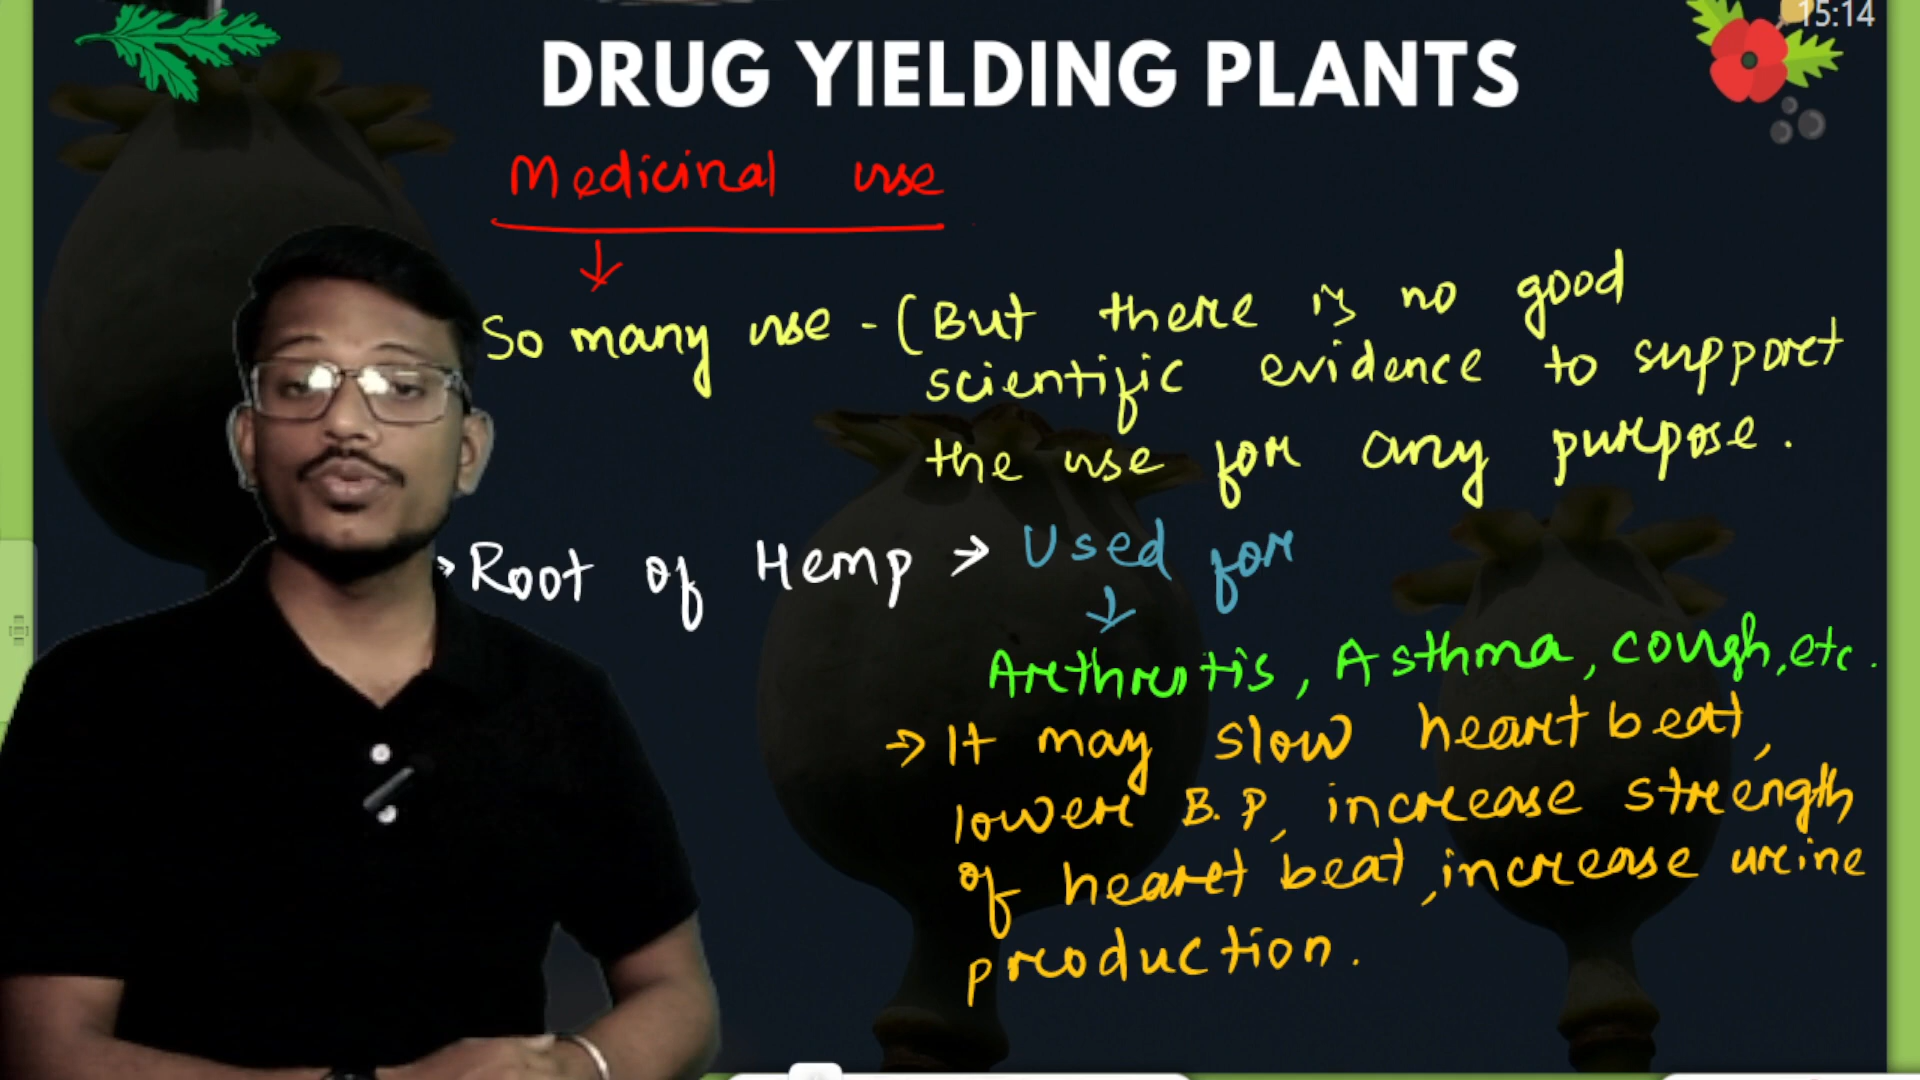 15:14
DRUG YIELDING PLANTS
Medicinal use
↓
So many use - (But there is no good
scientific evidence to support
the use for any purpose.
→ Root of Hemp → Used for
↓
Arthritis, Asthma, cough, etc.
→ It may slow heart beat,
lower B.P, increase strength
of heart beat, increase urine
production.